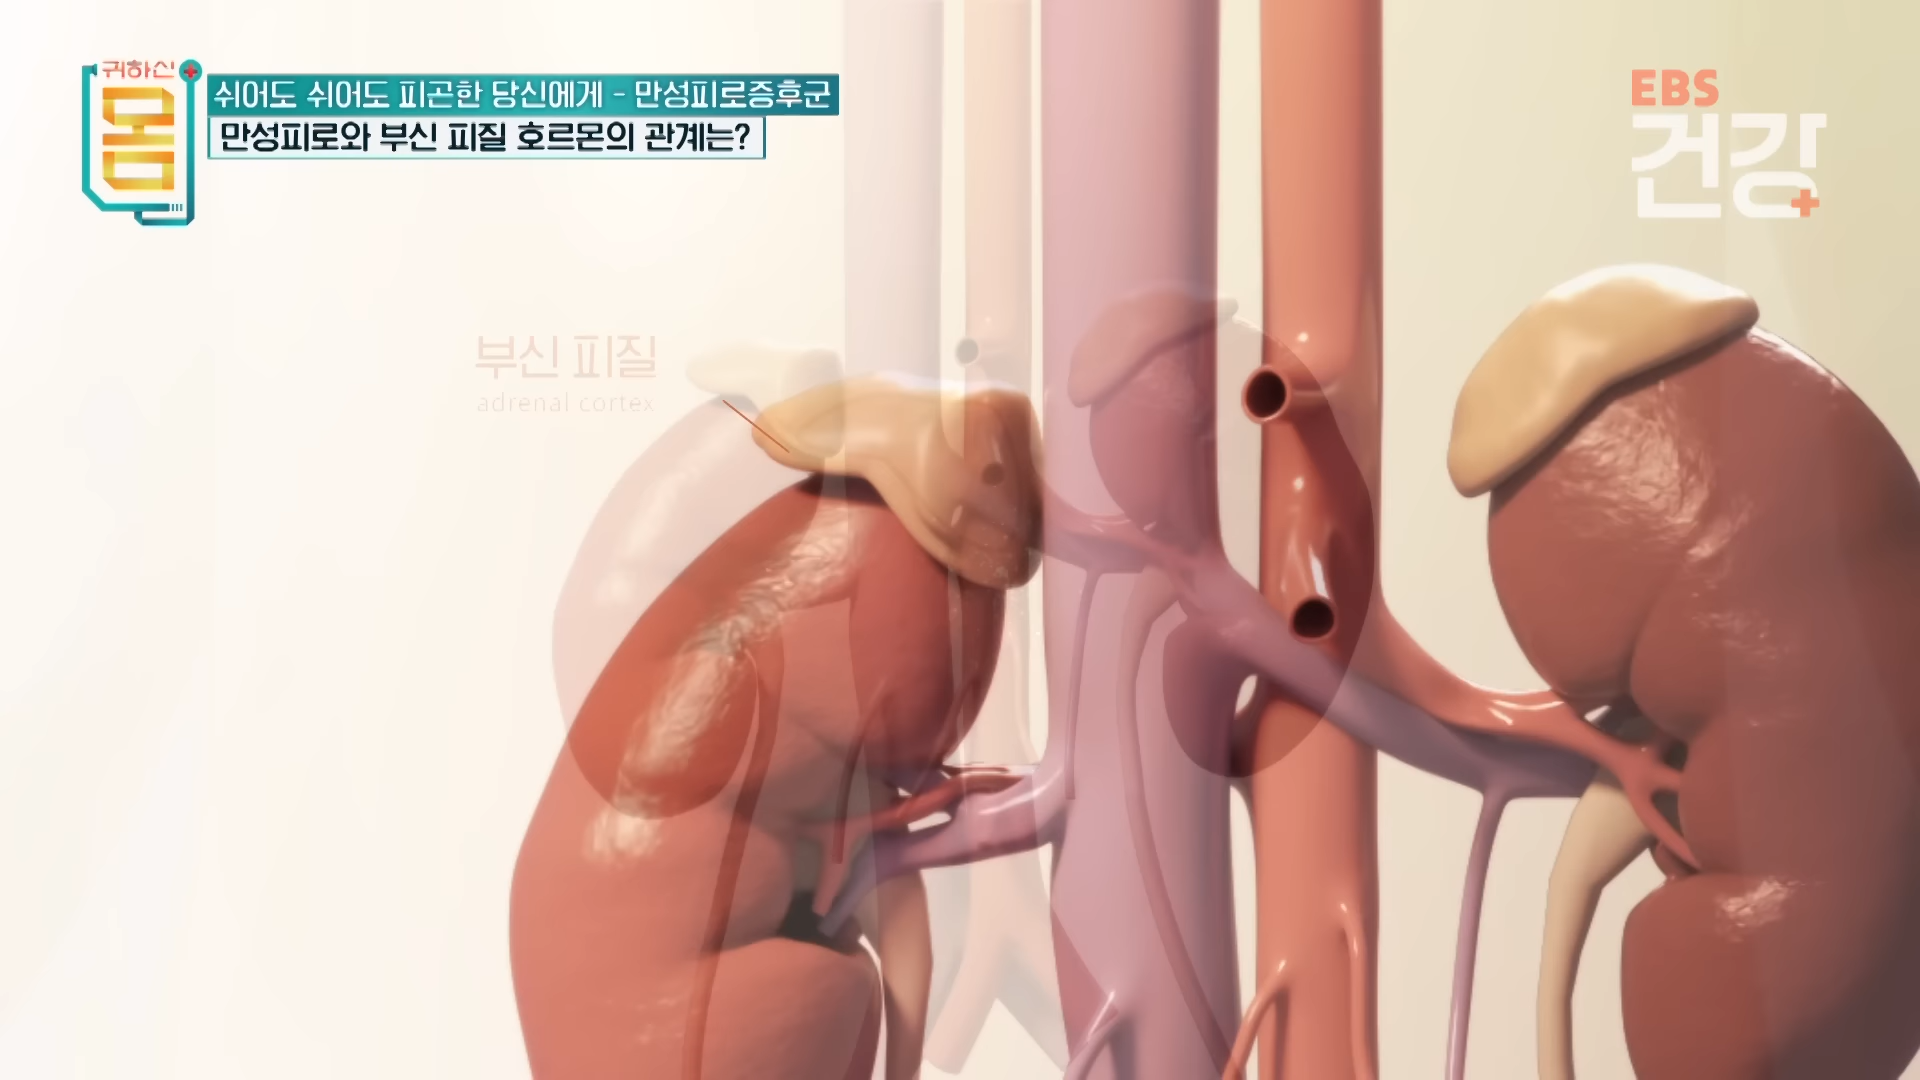 귀하신
몸
쉬어도 쉬어도 피곤한 당신에게 - 만성피로증후군
만성피로와 부신 피질 호르몬의 관계는?
EBS
건강+
부신 피질
adrenal cortex